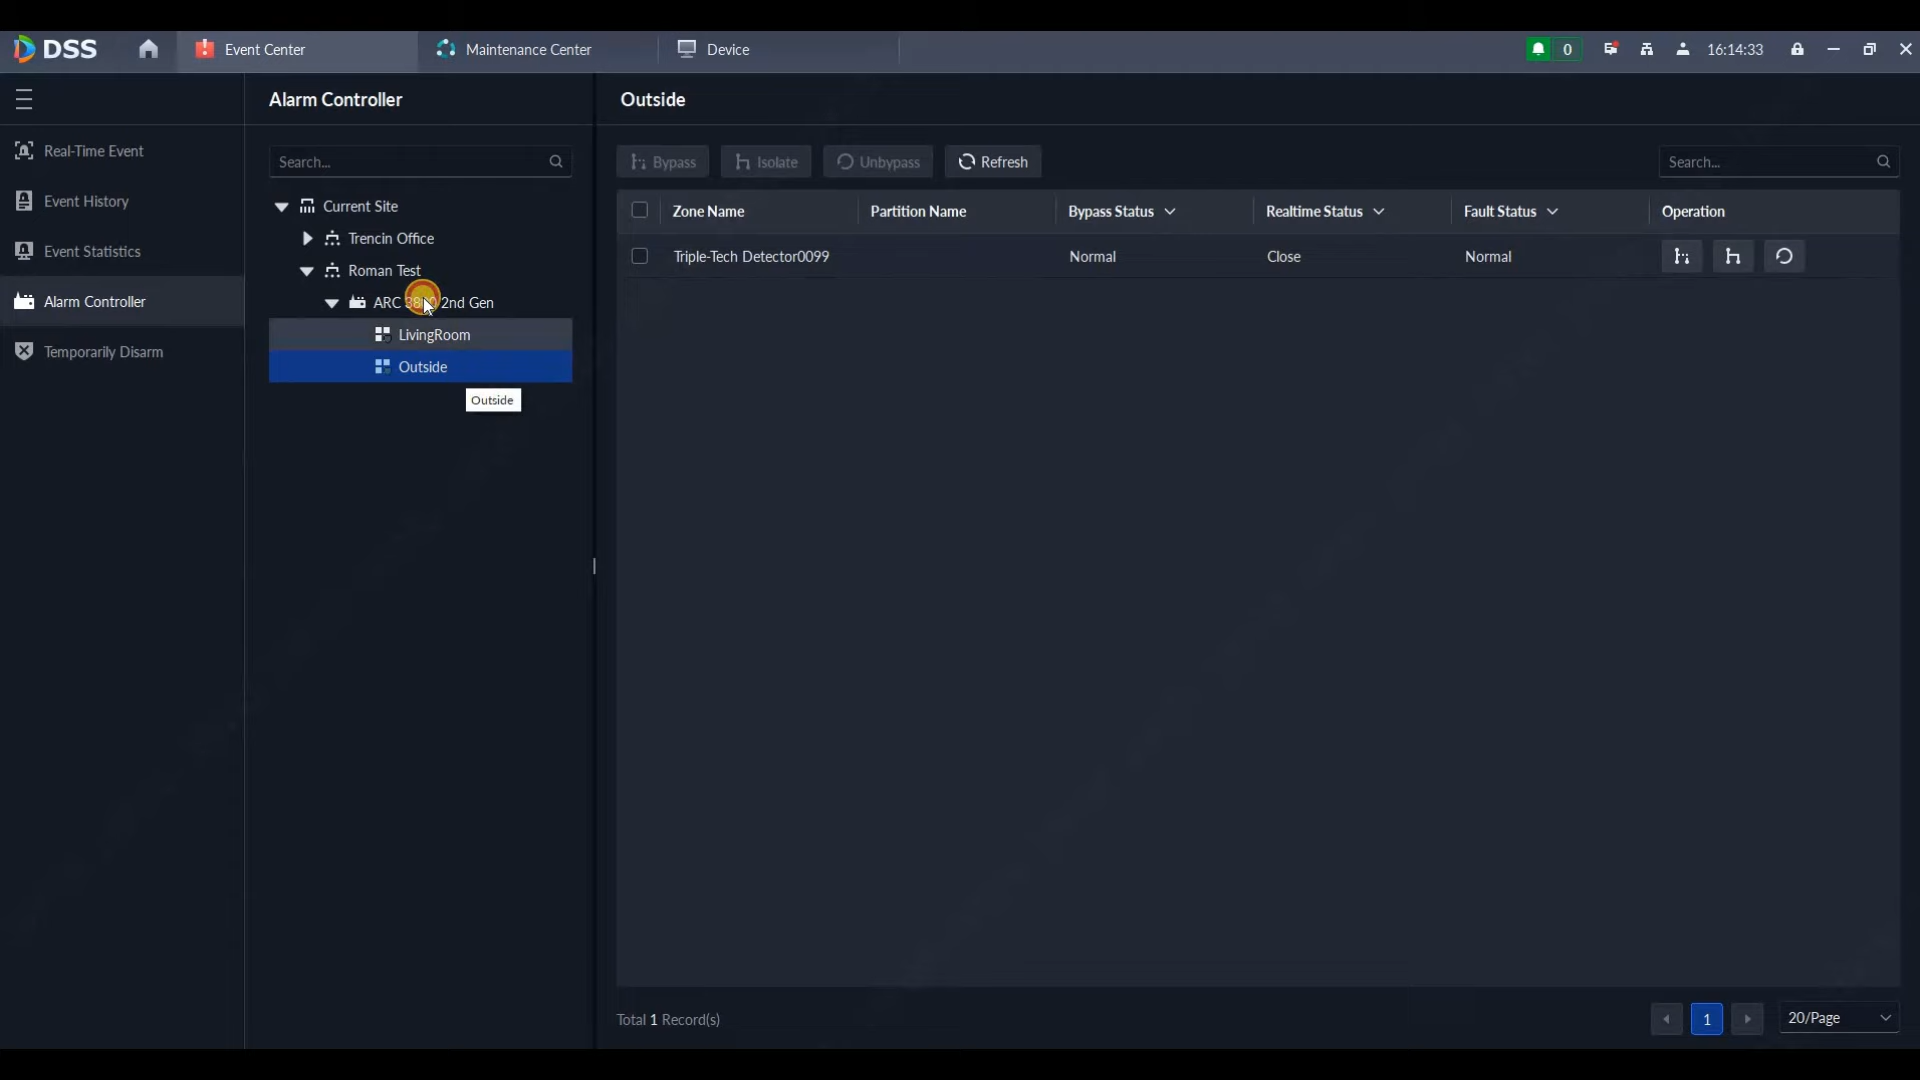 DSS Event Center Maintenance Center Device 0 16:14:33
Alarm Controller Outside
Real-Time Event
Event History
Event Statistics
Alarm Controller
Temporarily Disarm
Search...
Current Site
Trencin Office
Roman Test
ARC 2nd Gen
LivingRoom
Outside
Outside
Bypass Isolate Unbypass Refresh Search...
Zone Name Partition Name Bypass Status Realtime Status Fault Status Operation
Triple-Tech Detector0099 Normal Close Normal
Total 1 Record(s) 1 20/Page